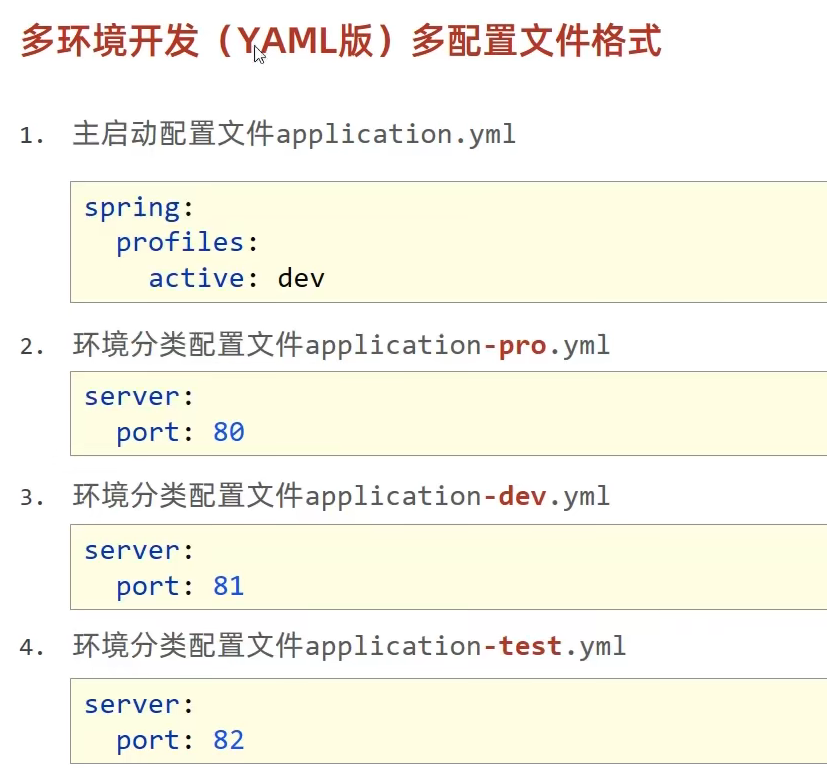 多环境开发（YAML版）多配置文件格式
1. 主启动配置文件application.yml
spring:
  profiles:
    active: dev
2. 环境分类配置文件application-pro.yml
server:
  port: 80
3. 环境分类配置文件application-dev.yml
server:
  port: 81
4. 环境分类配置文件application-test.yml
server:
  port: 82